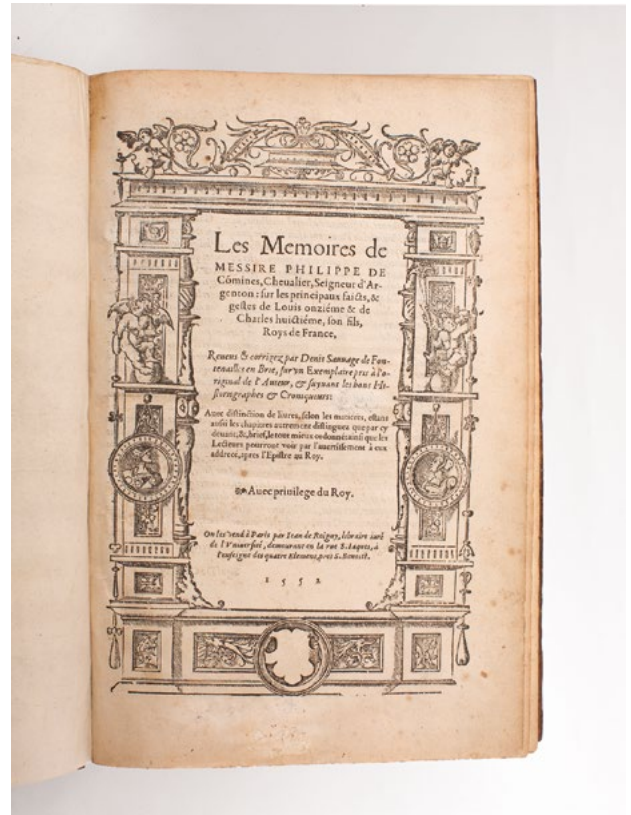 Les Memoires de
MESSIRE PHILIPPE DE
Cõmines, Cheualier, Seigneur d'Ar-
genton: sur les principaux faicts, &
gestes de Louis onziéme & de
Charles huictiéme, son fils,
Roys de France.
Reueus & corrigez par Denis Sauuage de Fon-
tenailles en Brie, sur vn Exemplaire pris à l'o-
riginal de l'Auteur, & suyuant les bons Hi-
storiographes & Croniqueurs:
Auec distinction de liures, selon les matieres, estans
aussi les chapitres autrement distinguez que par cy
deuant, &, brief, le tout mieux ordonné: ainsi que les
Lecteurs pourront voir par l'auertissement à eux
addrecé, apres l'Epistre au Roy.
Auec priuilege du Roy.
On les vend à Paris par Iean de Roigny, libraire iuré
de l'Vniuersité, demourant en la rue S. Iaques, à
l'enseigne des quatre Elemens, pres S. Benoict.
1552